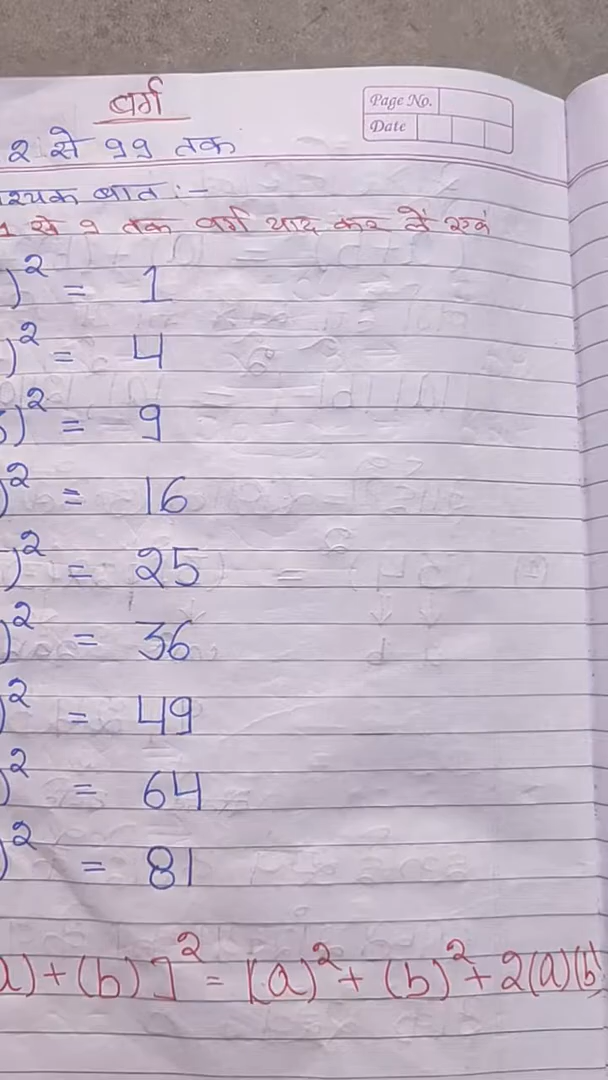 वर्ग
Page No.
Date
2 से 99 तक
श्यक बात :-
1 से 9 तक वर्ग याद कर लें एवं
)² = 1
)² = 4
)² = 9
)² = 16
)² = 25
)² = 36
)² = 49
)² = 64
)² = 81
a)+(b)]² = [(a)²+(b)²+2(a)(b)